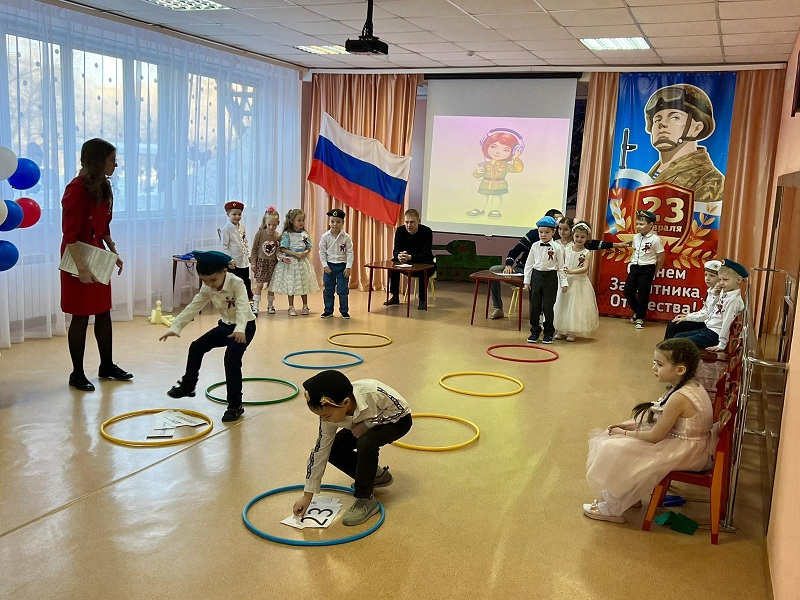 23
февраля
Днем
Защитника
Отечества!
23